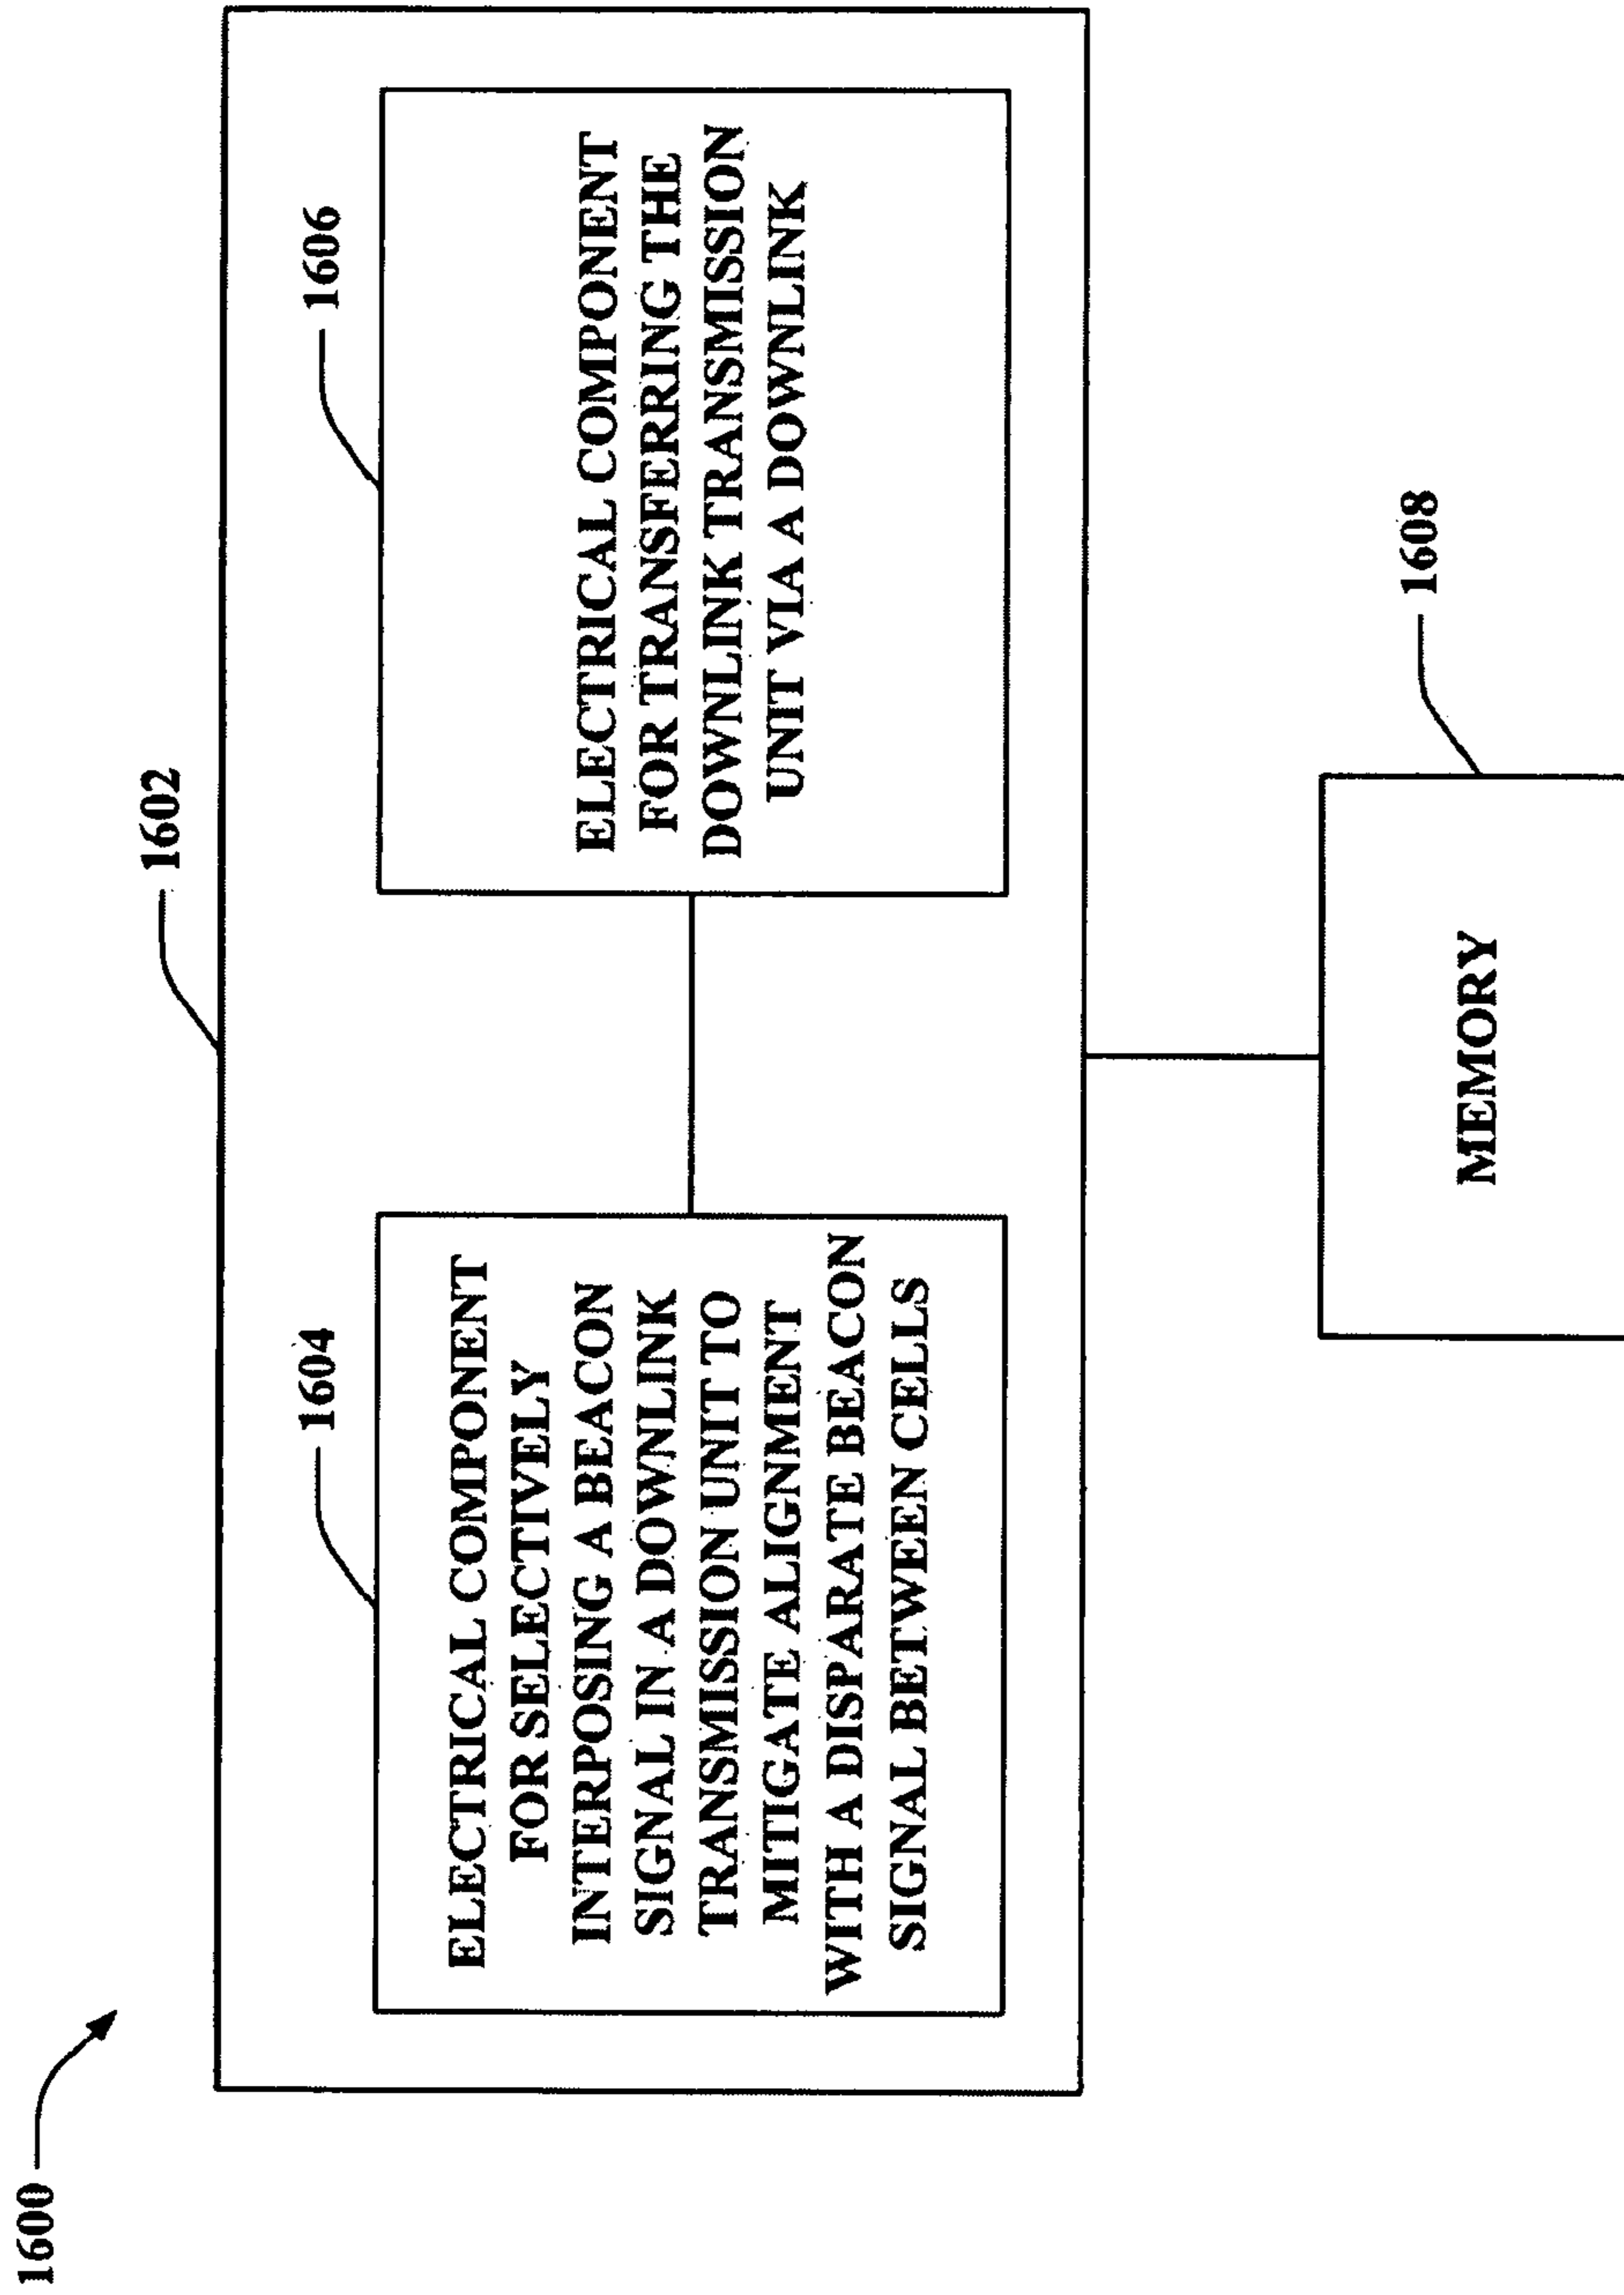 1600
1602
1604
ELECTRICAL COMPONENT
FOR SELECTIVELY
INTERPOSING A BEACON
SIGNAL IN A DOWNLINK
TRANSMISSION UNIT TO
MITIGATE ALIGNMENT
WITH A DISPARATE BEACON
SIGNAL BETWEEN CELLS
1606
ELECTRICAL COMPONENT
FOR TRANSFERRING THE
DOWNLINK TRANSMISSION
UNIT VIA A DOWNLINK
1608
MEMORY